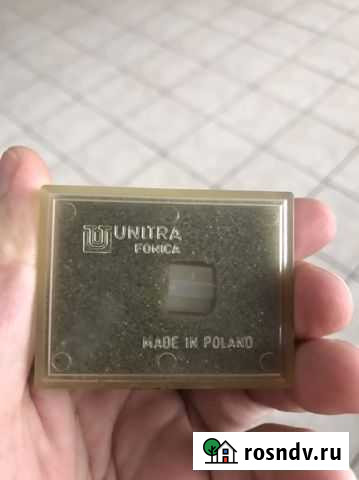 UNITRA
FONICA
MADE IN POLAND
rosndv.ru